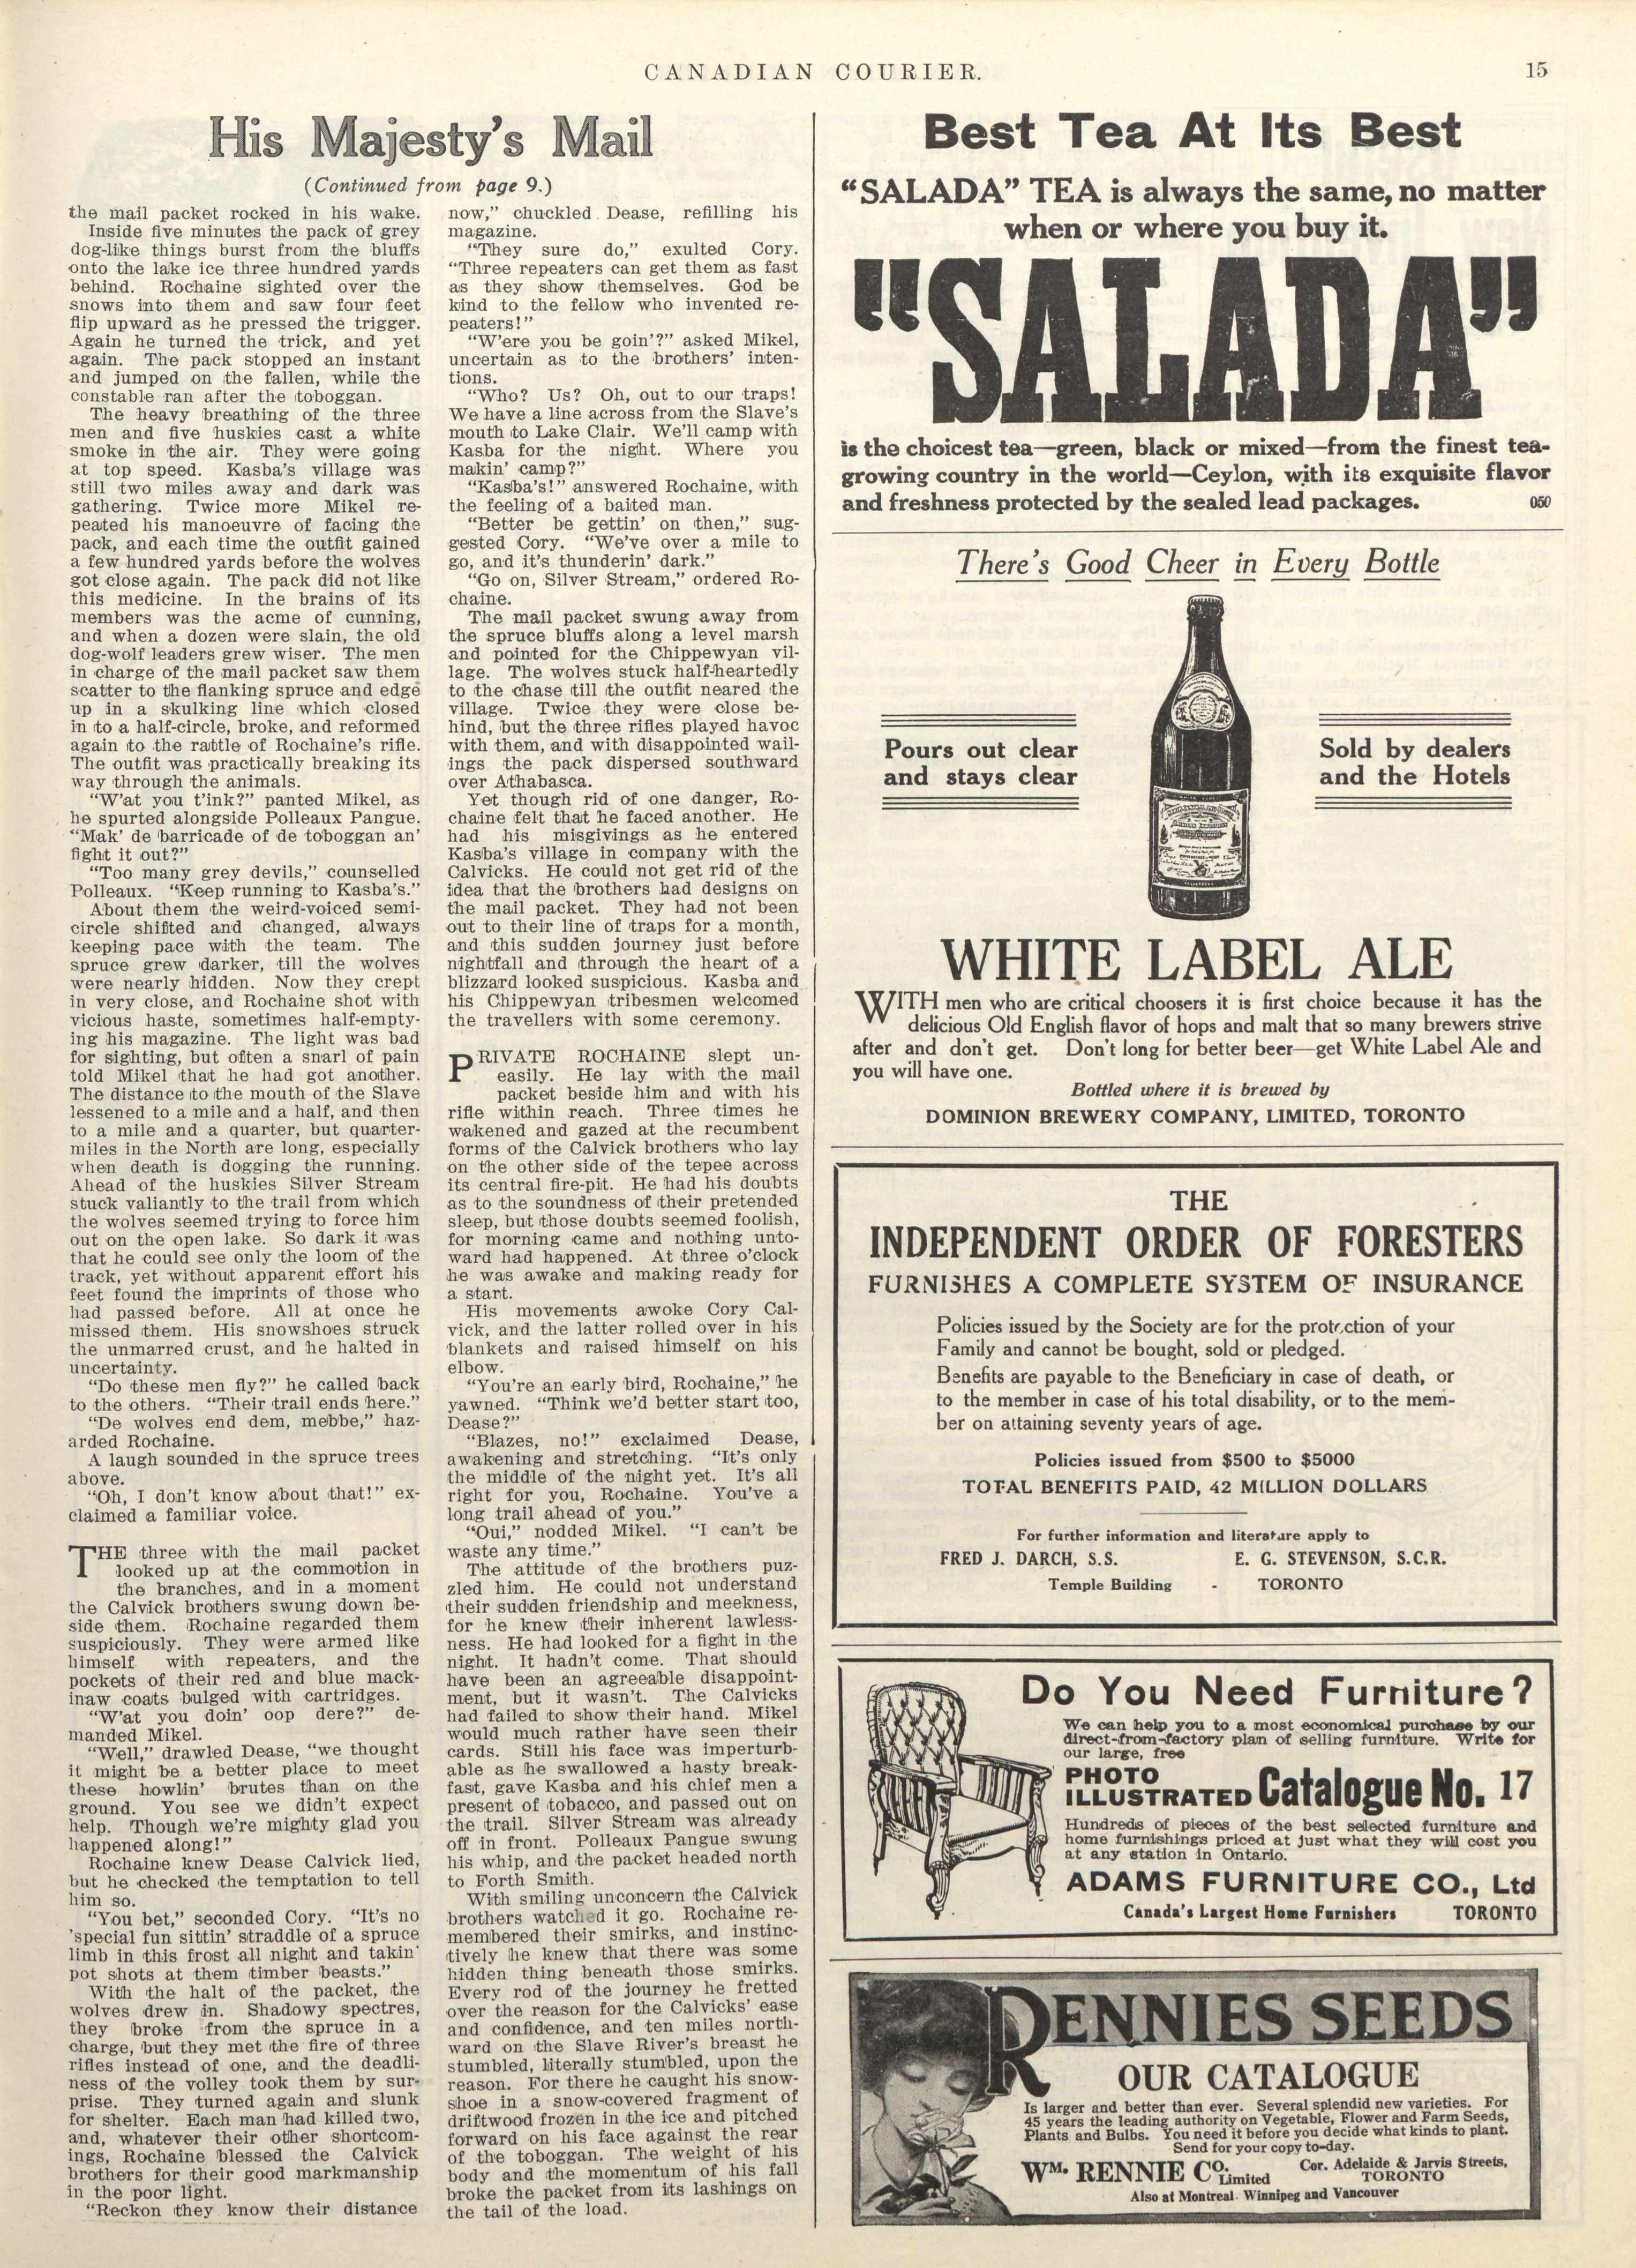 CANADIAN COURIER.
15
His Majesty's Mail
(Continued from page 9.)
the mail packet rocked in his wake.
Inside five minutes the pack of grey
dog-like things burst from the bluffs
onto the lake ice three hundred yards
behind. Rochaine sighted over the
snows into them and saw four feet
flip upward as he pressed the trigger.
Again he turned the trick, and yet
again. The pack stopped an instant
and jumped on the fallen, while the
constable ran after the toboggan.
The heavy breathing of the three
men and five huskies cast a white
smoke in the air. They were going
at top speed. Kasba's village was
still two miles away and dark was
gathering. Twice more Mikel re-
peated his manoeuvre of facing the
pack, and each time the outfit gained
a few hundred yards before the wolves
got close again. The pack did not like
this medicine. In the brains of its
members was the acme of cunning,
and when a dozen were slain, the old
dog-wolf leaders grew wiser. The men
in charge of the mail packet saw them
scatter to the flanking spruce and edge
up in a skulking line which closed
in to a half-circle, broke, and reformed
again to the rattle of Rochaine's rifle.
The outfit was practically breaking its
way through the animals.
"W'at you t'ink?" panted Mikel, as
he spurted alongside Polleaux Pangue.
"Mak' de barricade of de toboggan an'
fight it out?"
"Too many grey devils," counselled
Polleaux. "Keep running to Kasba's."
About them the weird-voiced semi-
circle shifted and changed, always
keeping pace with the team. The
spruce grew darker, till the wolves
were nearly hidden. Now they crept
in very close, and Rochaine shot with
vicious haste, sometimes half-empty-
ing his magazine. The light was bad
for sighting, but often a snarl of pain
told Mikel that he had got another.
The distance to the mouth of the Slave
lessened to a mile and a half, and then
to a mile and a quarter, but quarter-
miles in the North are long, especially
when death is dogging the running.
Ahead of the huskies Silver Stream
stuck valiantly to the trail from which
the wolves seemed trying to force him
out on the open lake. So dark it was
that he could see only the loom of the
track, yet without apparent effort his
feet found the imprints of those who
had passed before. All at once he
missed them. His snowshoes struck
the unmarred crust, and he halted in
uncertainty.
"Do these men fly?" he called back
to the others. "Their trail ends here."
"De wolves end dem, mebbe," haz-
arded Rochaine.
A laugh sounded in the spruce trees
above.
"Oh, I don't know about that!" ex-
claimed a familiar voice.
THE three with the mail packet
looked up at the commotion in
the branches, and in a moment
the Calvick brothers swung down be-
side them. Rochaine regarded them
suspiciously. They were armed like
himself with repeaters, and the
pockets of their red and blue mack-
inaw coats bulged with cartridges.
"W'at you doin' oop dere?" de-
manded Mikel.
"Well," drawled Dease, "we thought
it might be a better place to meet
these howlin' brutes than on the
ground. You see we didn't expect
help. Though we're mighty glad you
happened along!"
Rochaine knew Dease Calvick lied,
but he checked the temptation to tell
him so.
"You bet," seconded Cory. "It's no
'special fun sittin' straddle of a spruce
limb in this frost all night and takin'
pot shots at them timber beasts."
With the halt of the packet, the
wolves drew in. Shadowy spectres,
they broke from the spruce in a
charge, but they met the fire of three
rifles instead of one, and the deadli-
ness of the volley took them by sur-
prise. They turned again and slunk
for shelter. Each man had killed two,
and, whatever their other shortcom-
ings, Rochaine blessed the Calvick
brothers for their good markmanship
in the poor light.
"Reckon they know their distance
now," chuckled Dease, refilling his
magazine.
"They sure do," exulted Cory.
"Three repeaters can get them as fast
as they show themselves. God be
kind to the fellow who invented re-
peaters!"
"W'ere you be goin'?" asked Mikel,
uncertain as to the brothers' inten-
tions.
"Who? Us? Oh, out to our traps!
We have a line across from the Slave's
mouth to Lake Clair. We'll camp with
Kasba for the night. Where you
makin' camp?"
"Kasba's!" answered Rochaine, with
the feeling of a baited man.
"Better be gettin' on then," sug-
gested Cory. "We've over a mile to
go, and it's thunderin' dark."
"Go on, Silver Stream," ordered Ro-
chaine.
The mail packet swung away from
the spruce bluffs along a level marsh
and pointed for the Chippewyan vil-
lage. The wolves stuck half-heartedly
to the chase till the outfit neared the
village. Twice they were close be-
hind, but the three rifles played havoc
with them, and with disappointed wail-
ings the pack dispersed southward
over Athabasca.
Yet though rid of one danger, Ro-
chaine felt that he faced another. He
had his misgivings as he entered
Kasba's village in company with the
Calvicks. He could not get rid of the
idea that the brothers had designs on
the mail packet. They had not been
out to their line of traps for a month,
and this sudden journey just before
nightfall and through the heart of a
blizzard looked suspicious. Kasba and
his Chippewyan tribesmen welcomed
the travellers with some ceremony.
PRIVATE ROCHAINE slept un-
easily. He lay with the mail
packet beside him and with his
rifle within reach. Three times he
wakened and gazed at the recumbent
forms of the Calvick brothers who lay
on the other side of the tepee across
its central fire-pit. He had his doubts
as to the soundness of their pretended
sleep, but those doubts seemed foolish,
for morning came and nothing unto-
ward had happened. At three o'clock
he was awake and making ready for
a start.
His movements awoke Cory Cal-
vick, and the latter rolled over in his
blankets and raised himself on his
elbow.
"You're an early bird, Rochaine," he
yawned. "Think we'd better start too,
Dease?"
"Blazes, no!" exclaimed Dease,
awakening and stretching. "It's only
the middle of the night yet. It's all
right for you, Rochaine. You've a
long trail ahead of you."
"Oui," nodded Mikel. "I can't be
waste any time."
The attitude of the brothers puz-
zled him. He could not understand
their sudden friendship and meekness,
for he knew their inherent lawless-
ness. He had looked for a fight in the
night. It hadn't come. That should
have been an agreeable disappoint-
ment, but it wasn't. The Calvicks
had failed to show their hand. Mikel
would much rather have seen their
cards. Still his face was imperturb-
able as he swallowed a hasty break-
fast, gave Kasba and his chief men a
present of tobacco, and passed out on
the trail. Silver Stream was already
off in front. Polleaux Pangue swung
his whip, and the packet headed north
to Forth Smith.
With smiling unconcern the Calvick
brothers watched it go. Rochaine re-
membered their smirks, and instinc-
tively he knew that there was some
hidden thing beneath those smirks.
Every rod of the journey he fretted
over the reason for the Calvicks' ease
and confidence, and ten miles north-
ward on the Slave River's breast he
stumbled, literally stumbled, upon the
reason. For there he caught his snow-
shoe in a snow-covered fragment of
driftwood frozen in the ice and pitched
forward on his face against the rear
of the toboggan. The weight of his
body and the momentum of his fall
broke the packet from its lashings on
the tail of the load.
Best Tea At Its Best
"SALADA" TEA is always the same, no matter
when or where you buy it.
"SALADA"
is the choicest tea—green, black or mixed—from the finest tea-
growing country in the world—Ceylon, with its exquisite flavor
and freshness protected by the sealed lead packages.
050
There's Good Cheer in Every Bottle
Pours out clear
and stays clear
Sold by dealers
and the Hotels
WHITE LABEL ALE
WITH men who are critical choosers it is first choice because it has the
delicious Old English flavor of hops and malt that so many brewers strive
after and don't get. Don't long for better beer—get White Label Ale and
you will have one.
Bottled where it is brewed by
DOMINION BREWERY COMPANY, LIMITED, TORONTO
THE
INDEPENDENT ORDER OF FORESTERS
FURNISHES A COMPLETE SYSTEM OF INSURANCE
Policies issued by the Society are for the protection of your
Family and cannot be bought, sold or pledged.
Benefits are payable to the Beneficiary in case of death, or
to the member in case of his total disability, or to the mem-
ber on attaining seventy years of age.
Policies issued from $500 to $5000
TOTAL BENEFITS PAID, 42 MILLION DOLLARS
For further information and literature apply to
FRED J. DARCH, S.S. E. G. STEVENSON, S.C.R.
Temple Building - TORONTO
Do You Need Furniture?
We can help you to a most economical purchase by our
direct-from-factory plan of selling furniture. Write for
our large, free
PHOTO
ILLUSTRATED Catalogue No. 17
Hundreds of pieces of the best selected furniture and
home furnishings priced at just what they will cost you
at any station in Ontario.
ADAMS FURNITURE CO., Ltd
Canada's Largest Home Furnishers TORONTO
RENNIES SEEDS
OUR CATALOGUE
Is larger and better than ever. Several splendid new varieties. For
45 years the leading authority on Vegetable, Flower and Farm Seeds,
Plants and Bulbs. You need it before you decide what kinds to plant.
Send for your copy to-day.
WM. RENNIE CO. Limited
Cor. Adelaide & Jarvis Streets,
TORONTO
Also at Montreal Winnipeg and Vancouver